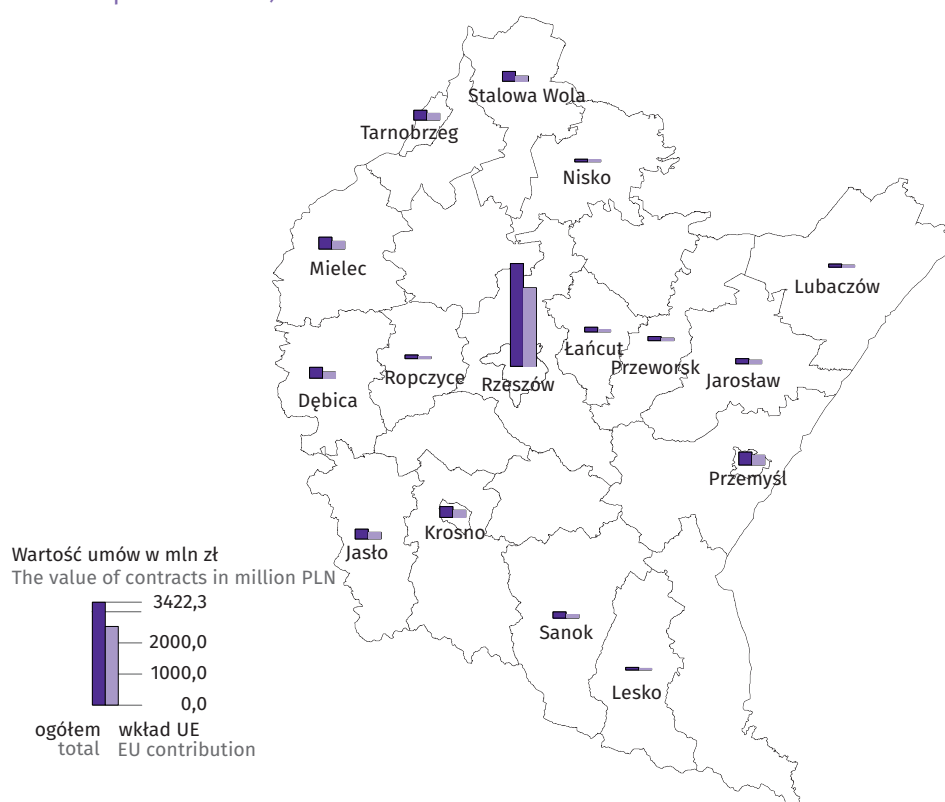 Stalowa Wola
Tarnobrzeg
Nisko
Mielec
Lubaczów
Łańcut
Przeworsk
Ropczyce
Rzeszów
Jarosław
Dębica
Przemyśl
Krosno
Jasło
Sanok
Lesko
Wartość umów w mln zł
The value of contracts in million PLN
3422,3
2000,0
1000,0
0,0
ogółem wkład UE
total EU contribution